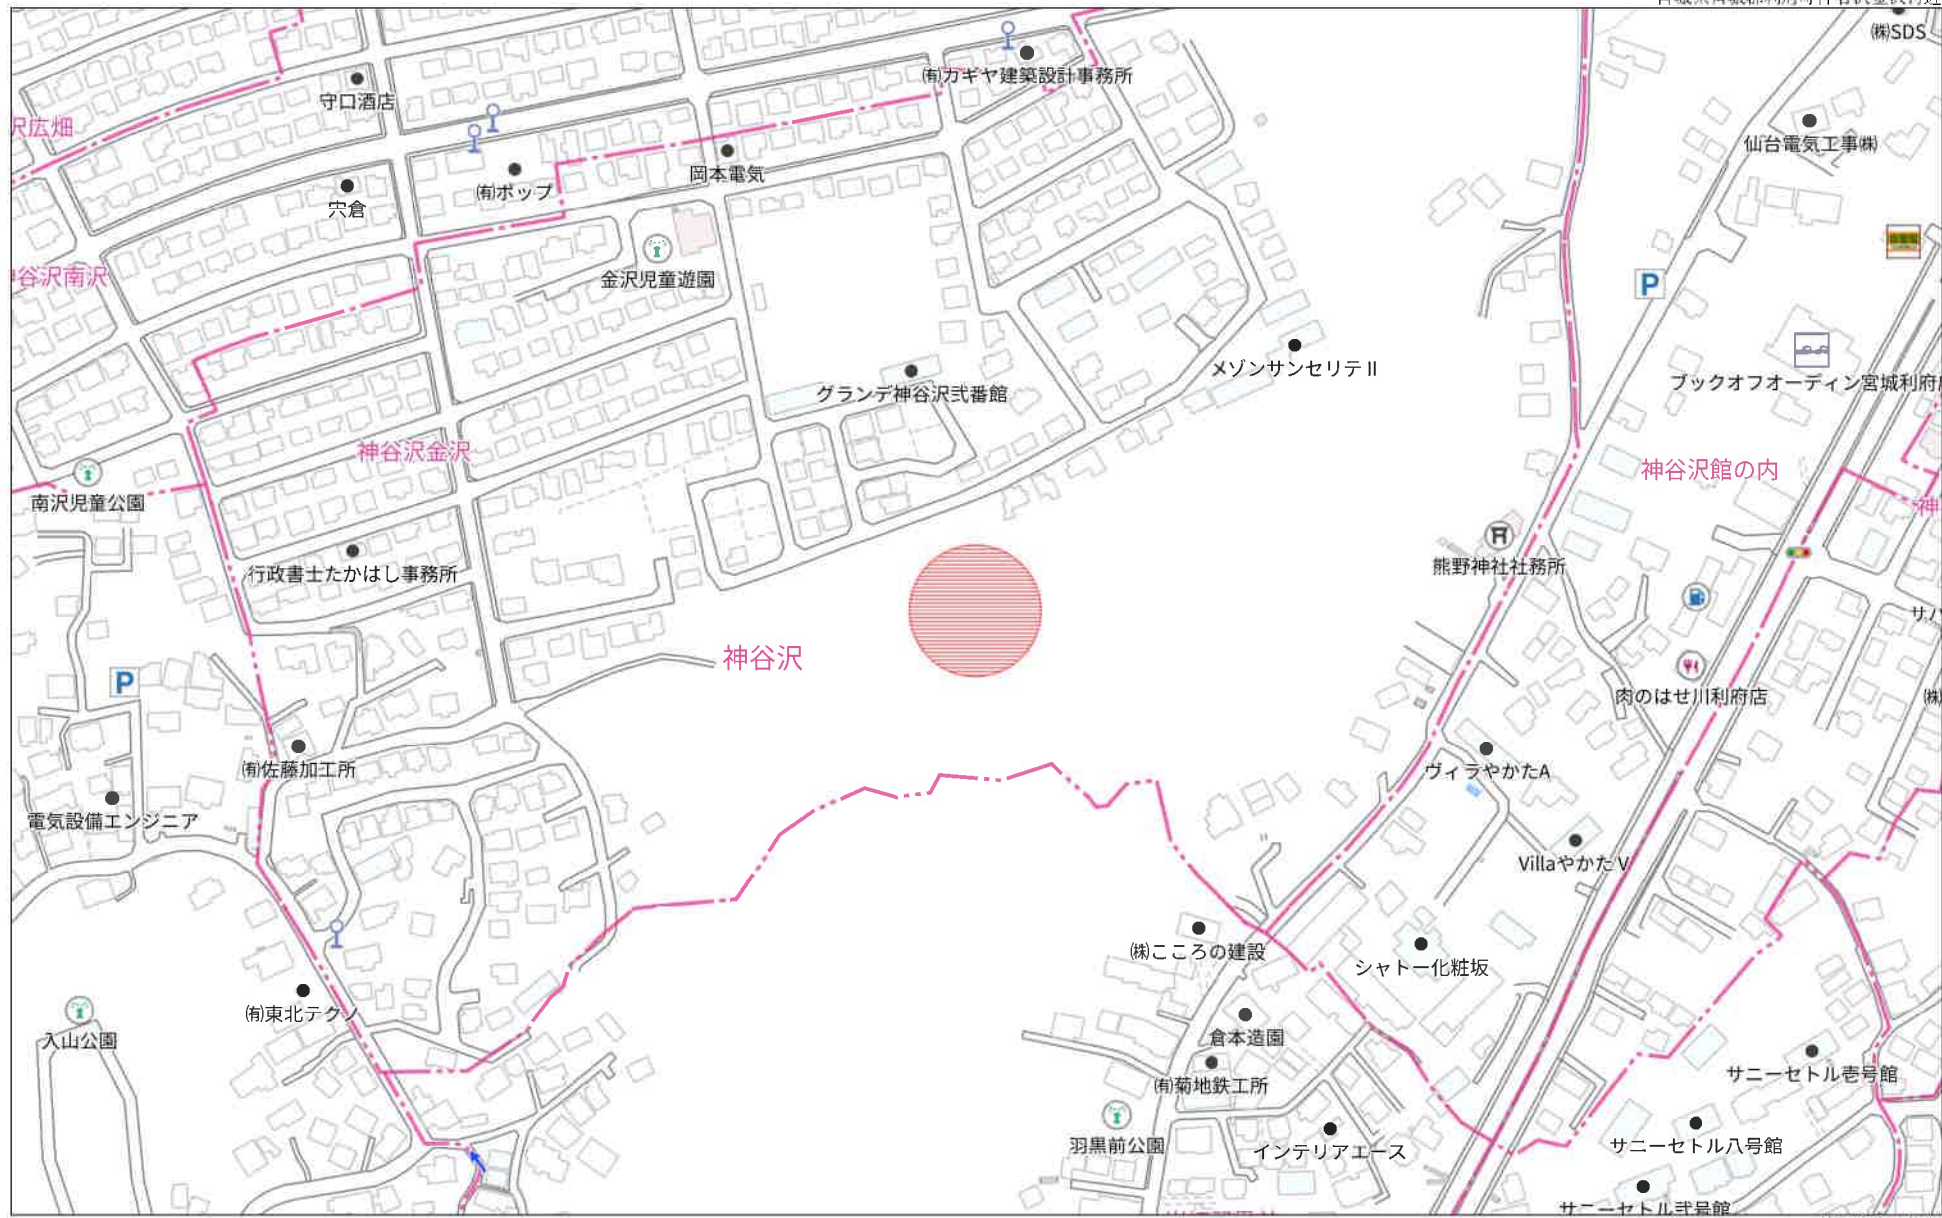 ㈱SDS
㈲カギヤ建築設計事務所
守口酒店
沢広畑
仙台電気工事㈱
岡本電気
㈲ポップ
宍倉
神谷沢南沢
金沢児童遊園
P
メゾンサンセリテⅡ
ブックオフオーディン宮城利府
グランデ神谷沢弐番館
神谷沢金沢
神谷沢館の内
南沢児童公園
神
熊野神社社務所
行政書士たかはし事務所
サ
神谷沢
P
肉のはせ川利府店
㈱
㈲佐藤加工所
ヴィラやかたA
電気設備エンジニア
VillaやかたⅤ
㈱こころの建設
シャトー化粧坂
㈲東北テクノ
入山公園
倉本造園
サニーセトル壱号館
㈲菊地鉄工所
羽黒前公園
インテリアエース
サニーセトル八号館
サニーセトル弐号館